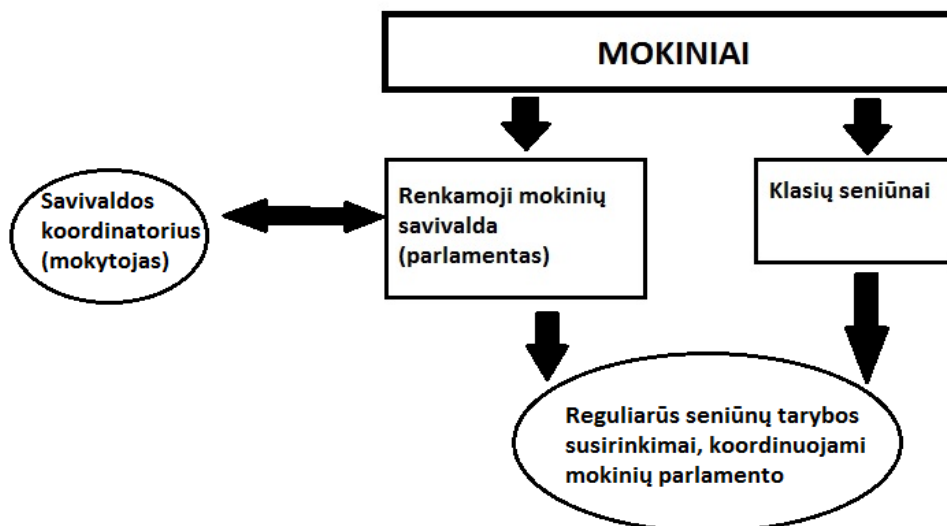 MOKINIAI
Savivaldos
koordinatorius
(mokytojas)
Renkamoji mokinių
savivalda
(parlamentas)
Klasių seniūnai
Reguliarūs seniūnų tarybos
susirinkimai, koordinuojami
mokinių parlamento